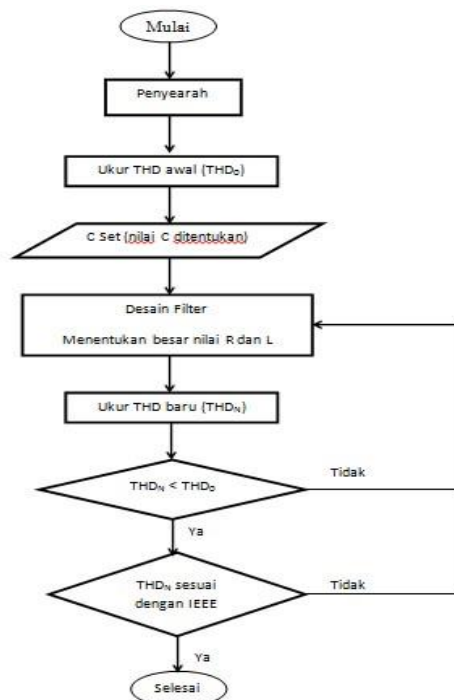 Mulai
Penyearah
Ukur THD awal (THD₀)
C Set (nilai C ditentukan)
Desain Filter
Menentukan besar nilai R dan L
Ukur THD baru (THDₙ)
THDₙ < THD₀
Tidak
Ya
THDₙ sesuai
dengan IEEE
Tidak
Ya
Selesai